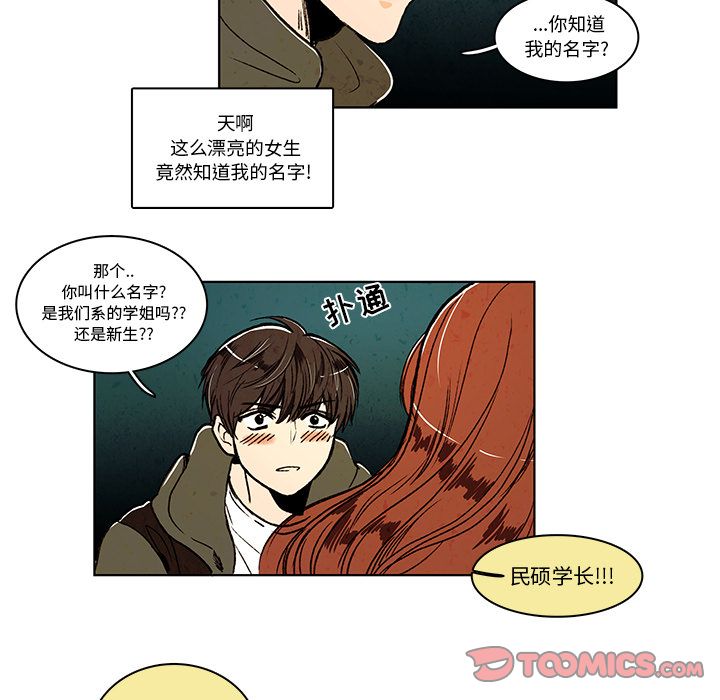 ...你知道
我的名字?
天啊
这么漂亮的女生
竟然知道我的名字!
那个..
你叫什么名字?
是我们系的学姐吗??
还是新生??
扑通
民硕学长!!!
TOOMICS.COM